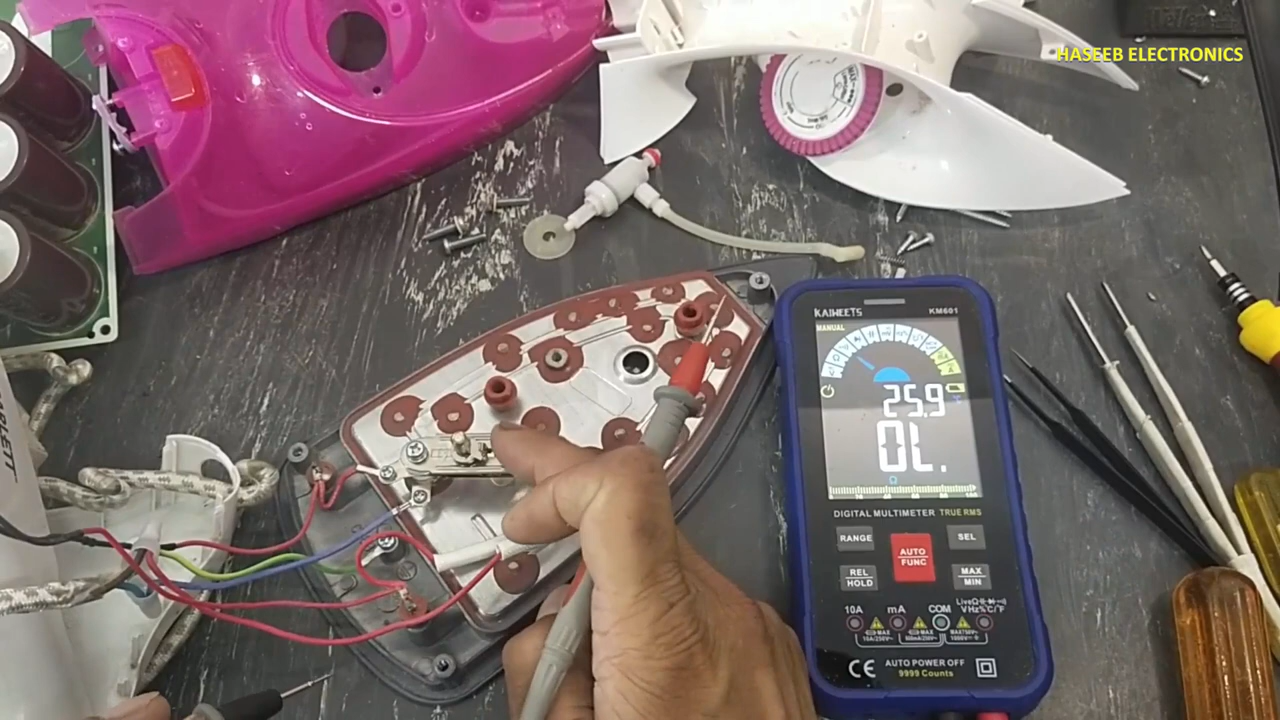 HASEEB ELECTRONICS
KAIWEETS KM601
MANUAL
25.9
0L.
DIGITAL MULTIMETER TRUE RMS
RANGE
SEL
AUTO
FUNC
REL
HOLD
MAX
MIN
10A
mA
COM
CE
AUTO POWER OFF
9999 Counts